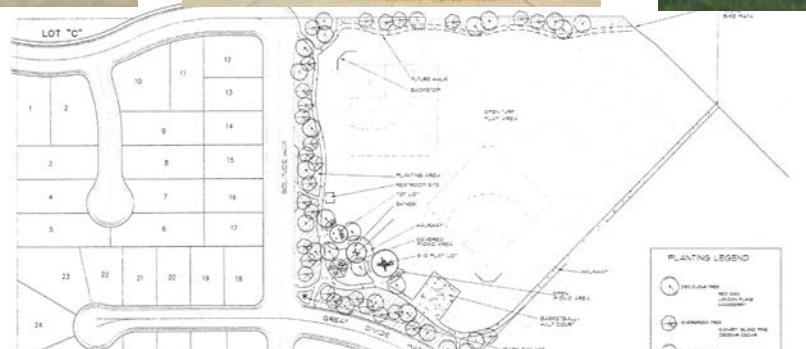 LOT "C"
BIKE PATH
12
11
10
13
FUTURE WALK
BACKSTOP
1
2
OPEN TURF
PLAY AREA
14
9
3
8
15
PLANTING AREA
RESTROOM SITE
TOT LOT
SWINGS
SOLITUDE WAY
4
7
16
5
6
17
WALKWAY
COVERED
PICNIC AREA
PLAY LOT
PLANTING LEGEND
23
22
21
20
19
18
WALKWAY
DECIDUOUS TREE
RED OAK
LONDON PLANE
HACKBERRY
OPEN
PICNIC AREA
24
GREAT DIVIDE
BASKETBALL
HALF COURT
EVERGREEN TREE
CANARY ISLAND PINE
DEODAR CEDAR